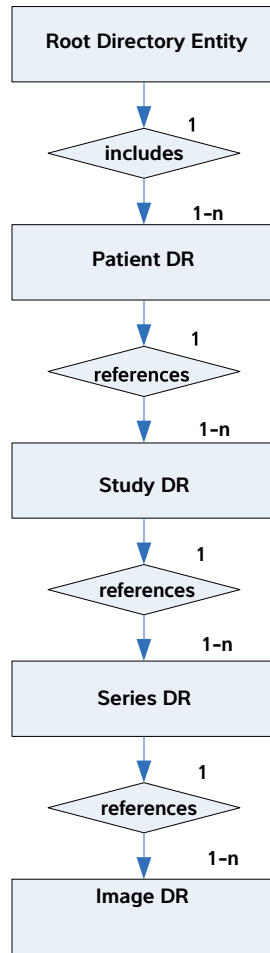 Root Directory Entity
1
includes
1-n
Patient DR
1
references
1-n
Study DR
1
references
1-n
Series DR
1
references
1-n
Image DR